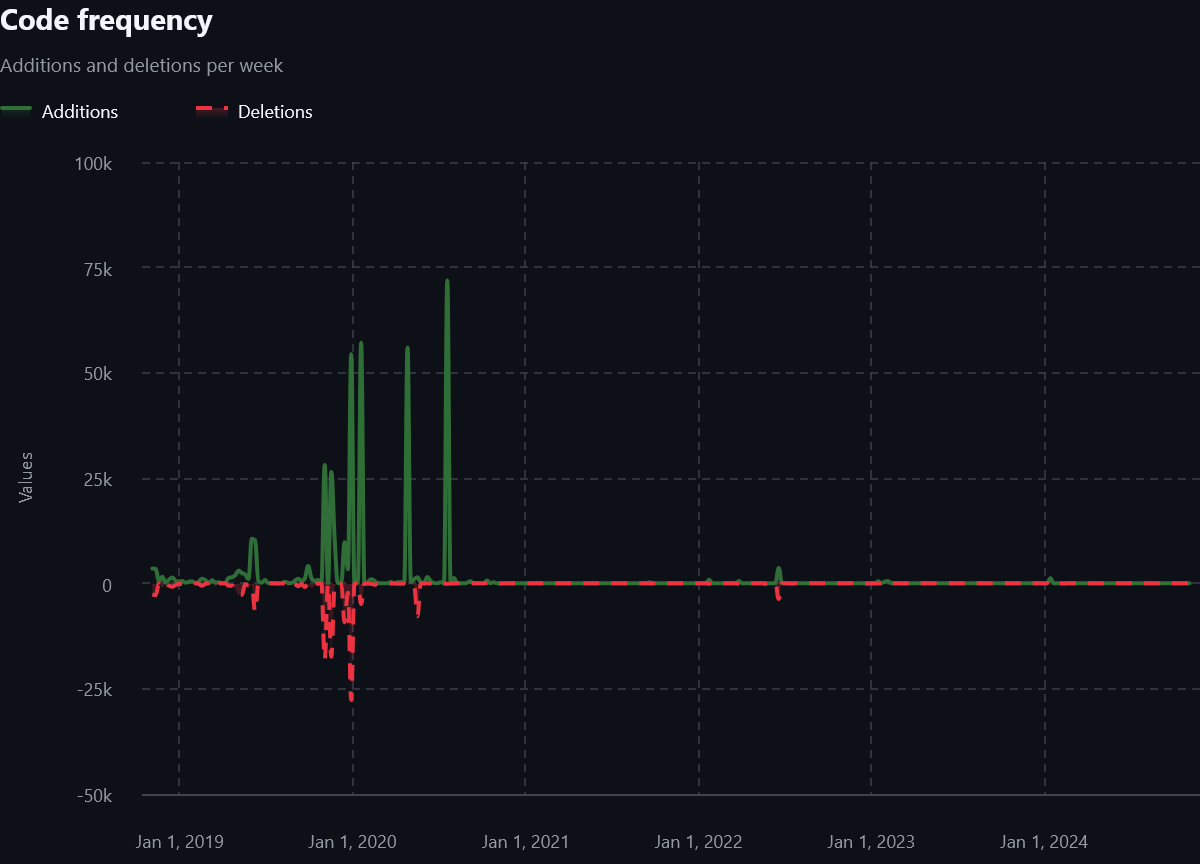 Code frequency
Additions and deletions per week
Additions Deletions
100k
75k
50k
25k
0
-25k
-50k
Values
Jan 1, 2019 Jan 1, 2020 Jan 1, 2021 Jan 1, 2022 Jan 1, 2023 Jan 1, 2024